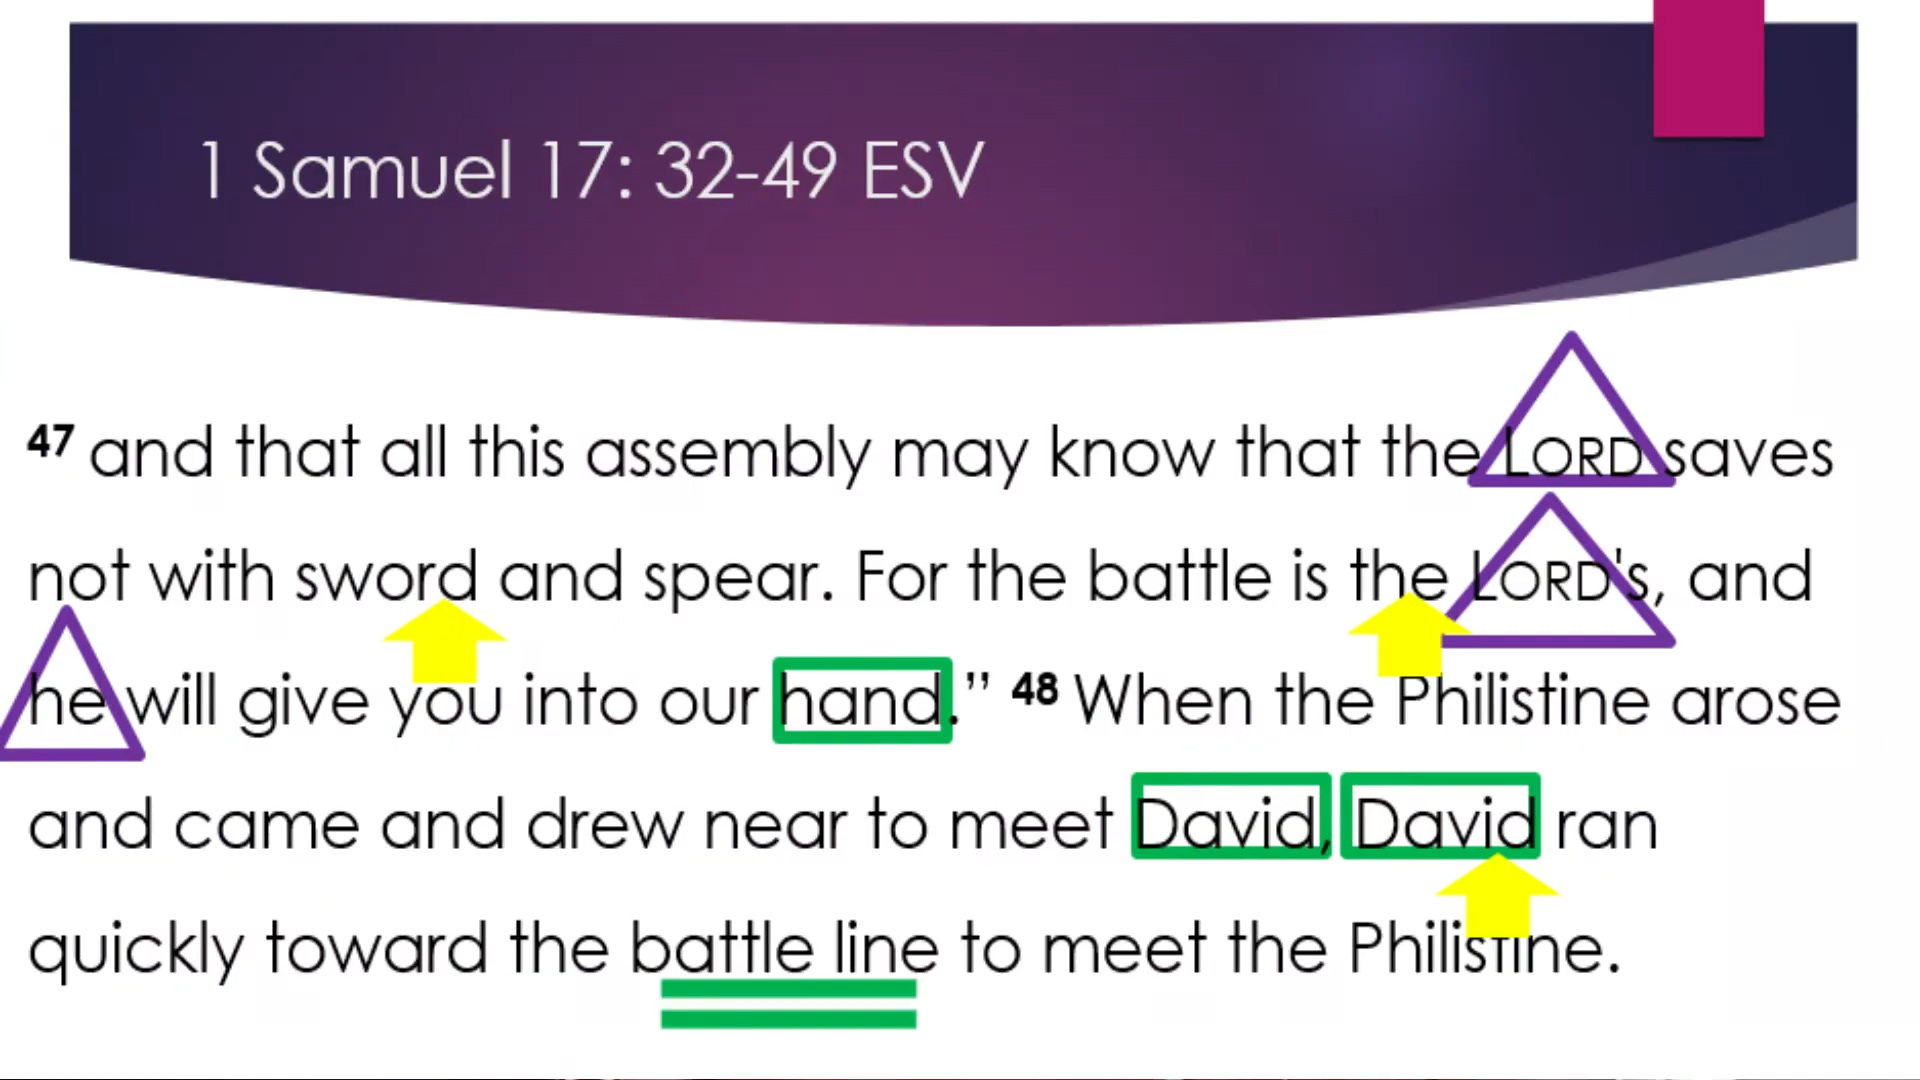 1 Samuel 17: 32-49 ESV
47 and that all this assembly may know that the LORD saves
not with sword and spear. For the battle is the LORD's, and
he will give you into our hand.” 48 When the Philistine arose
and came and drew near to meet David, David ran
quickly toward the battle line to meet the Philistine.